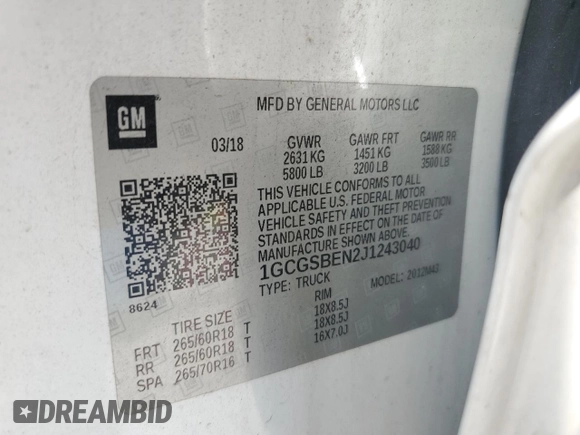 GM
MFD BY GENERAL MOTORS LLC
03/18 GVWR GAWR FRT GAWR RR
2631 KG 1451 KG 1588 KG
5800 LB 3200 LB 3500 LB
THIS VEHICLE CONFORMS TO ALL
APPLICABLE U.S. FEDERAL MOTOR
VEHICLE SAFETY AND THEFT PREVENTION
STANDARDS IN EFFECT ON THE DATE OF
MANUFACTURE SHOWN ABOVE.
1GCGSBEN2J1243040
TYPE: TRUCK MODEL: 2012M43
8624
TIRE SIZE RIM
FRT 265/60R18 T 18X8.5J
RR 265/60R18 T 18X8.5J
SPA 265/70R16 T 16X7.0J
DREAMBID